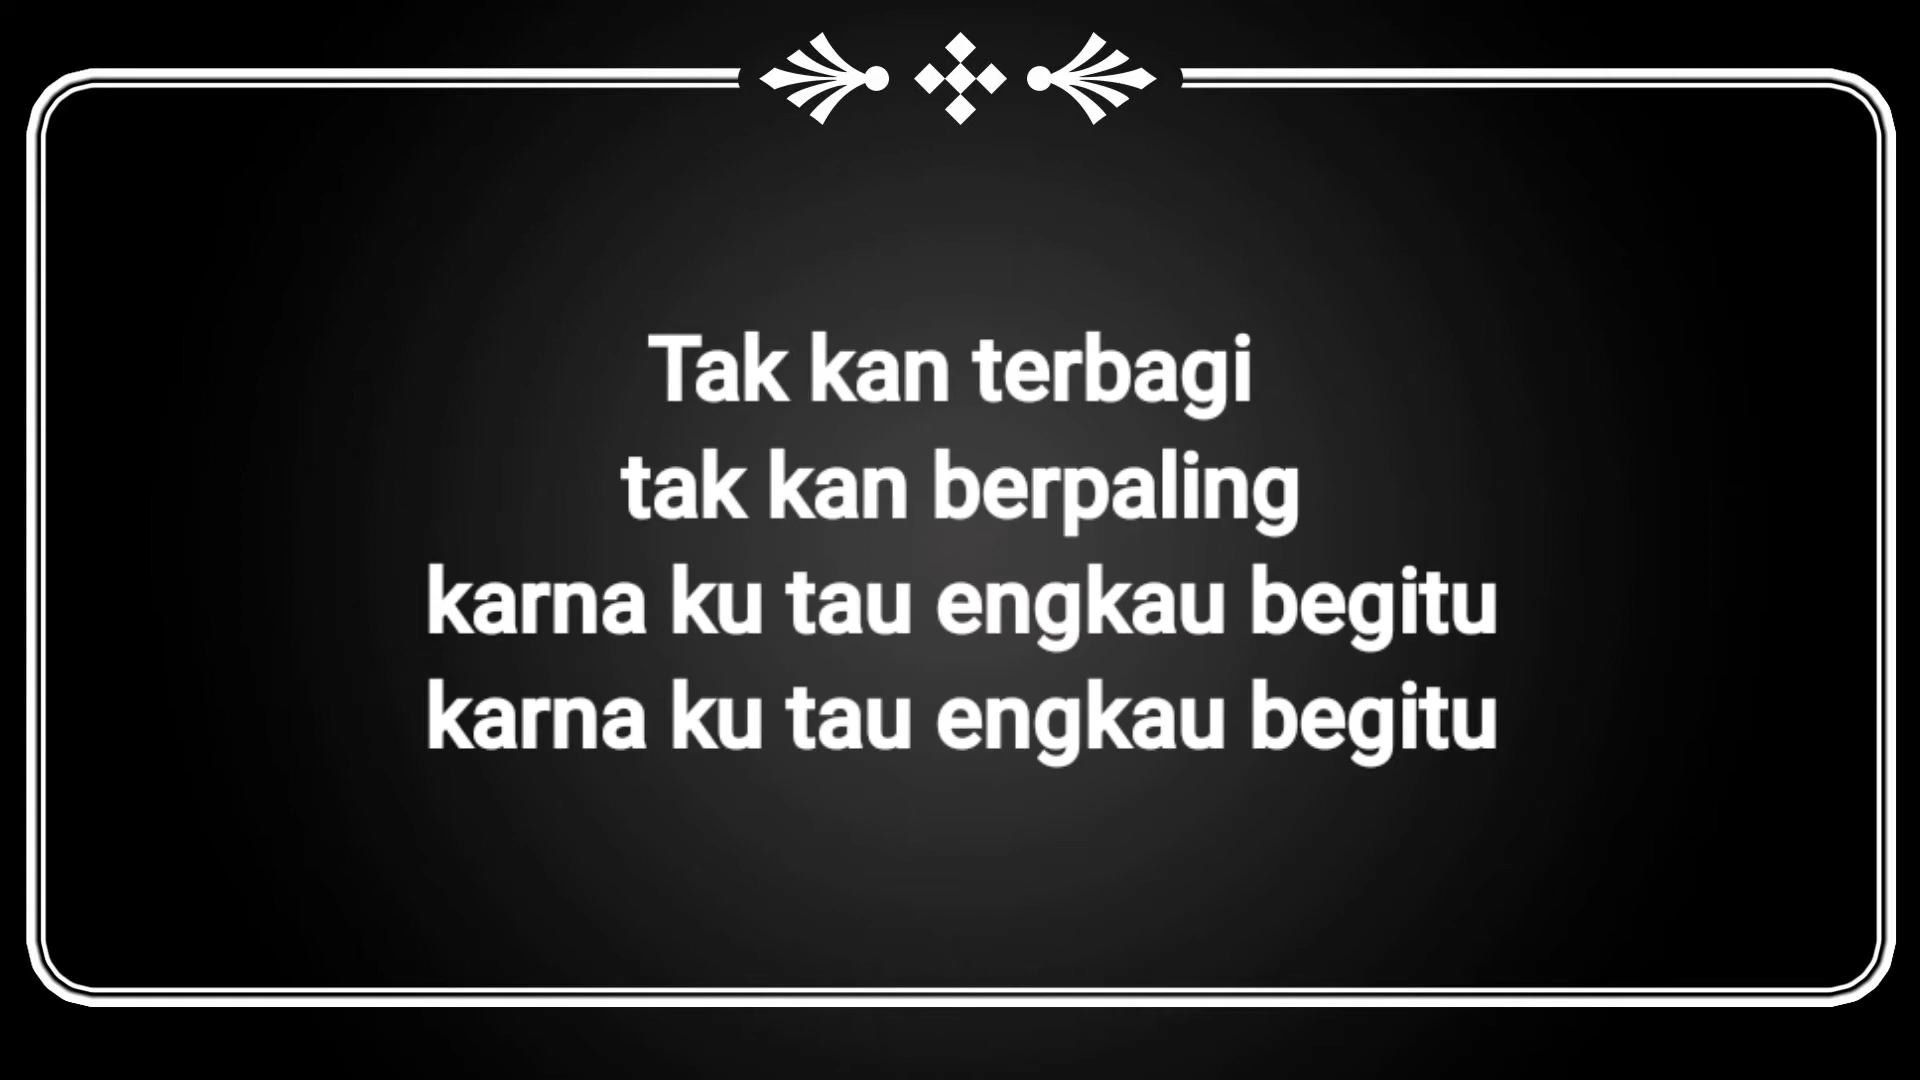 Tak kan terbagi
tak kan berpaling
karna ku tau engkau begitu
karna ku tau engkau begitu